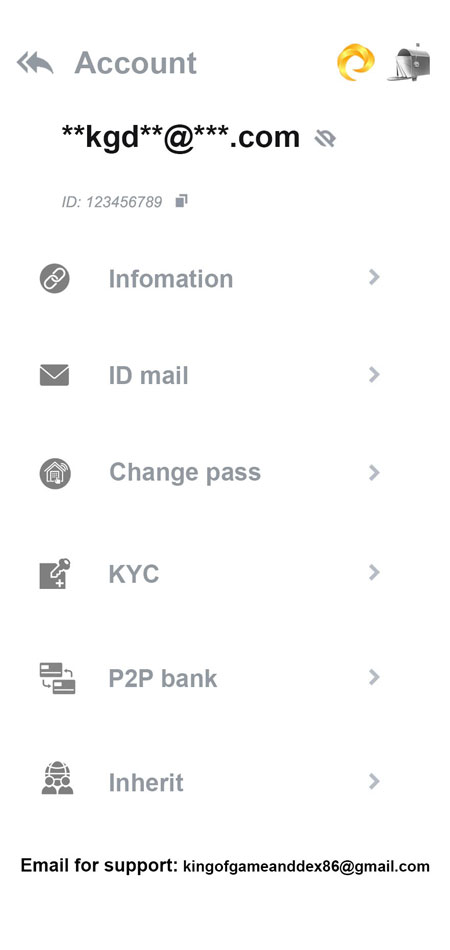 Account
**kgd**@***.com
ID: 123456789
Infomation
ID mail
Change pass
KYC
P2P bank
Inherit
Email for support: kingofgameanddex86@gmail.com